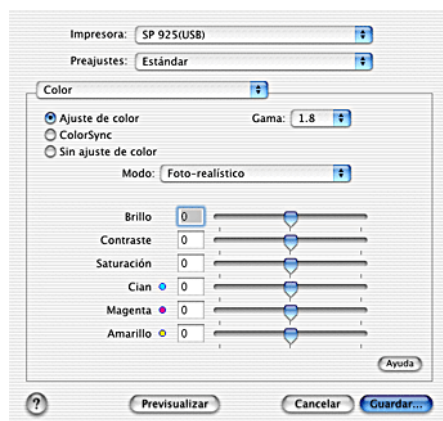 Impresora: SP 925(USB)
Preajustes: Estándar
Color
Ajuste de color Gama: 1.8
ColorSync
Sin ajuste de color
Modo: Foto-realístico
Brillo 0
Contraste 0
Saturación 0
Cian 0
Magenta 0
Amarillo 0
Ayuda
? Previsualizar Cancelar Guardar...